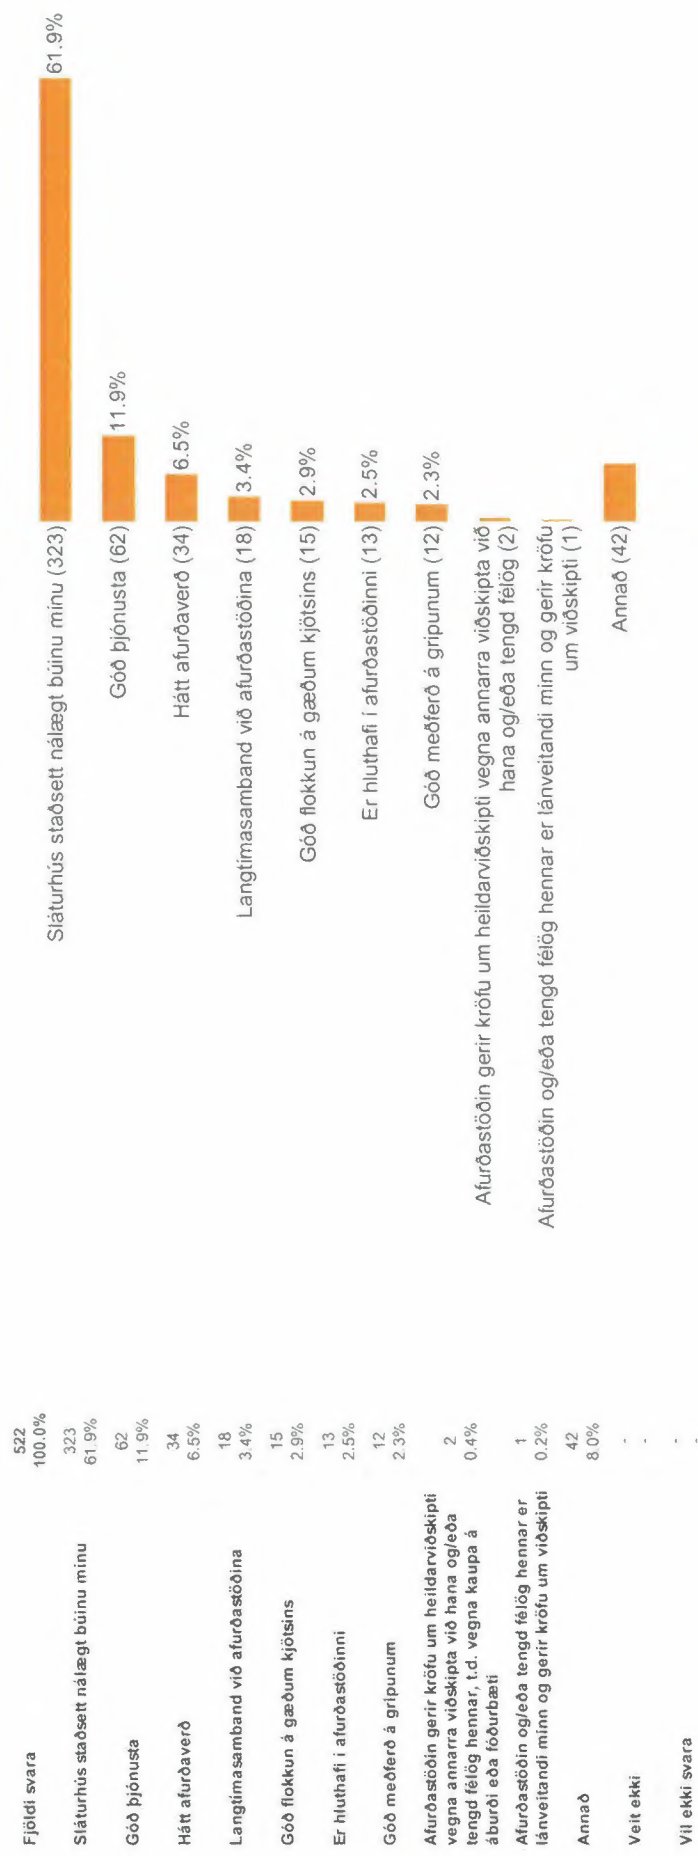 Fjöldi svara 522
100.0%
Sláturhús staðsett nálægt búinu mínu 323
61.9%
Góð þjónusta 62
11.9%
Hátt afurðaverð 34
6.5%
Langtímasamband við afurðastöðina 18
3.4%
Góð flokkun á gæðum kjötsins 15
2.9%
Er hluthafi í afurðastöðinni 13
2.5%
Góð meðferð á gripunum 12
2.3%
Afurðastöðin gerir kröfu um heildarviðskipti
vegna annarra viðskipta við hana og/eða 2
tengd félög hennar, t.d. vegna kaupa á 0.4%
áburði eða fóðurbæti
Afurðastöðin og/eða tengd félög hennar er 1
lánveitandi minn og gerir kröfu um viðskipti 0.2%
Annað 42
8.0%
Veit ekki -
-
Vil ekki svara -
-
Sláturhús staðsett nálægt búinu mínu (323) 61.9%
Góð þjónusta (62) 11.9%
Hátt afurðaverð (34) 6.5%
Langtímasamband við afurðastöðina (18) 3.4%
Góð flokkun á gæðum kjötsins (15) 2.9%
Er hluthafi í afurðastöðinni (13) 2.5%
Góð meðferð á gripunum (12) 2.3%
Afurðastöðin gerir kröfu um heildarviðskipti vegna annarra viðskipta við
hana og/eða tengd félög (2)
Afurðastöðin og/eða tengd félög hennar er lánveitandi minn og gerir kröfu
um viðskipti (1)
Annað (42)